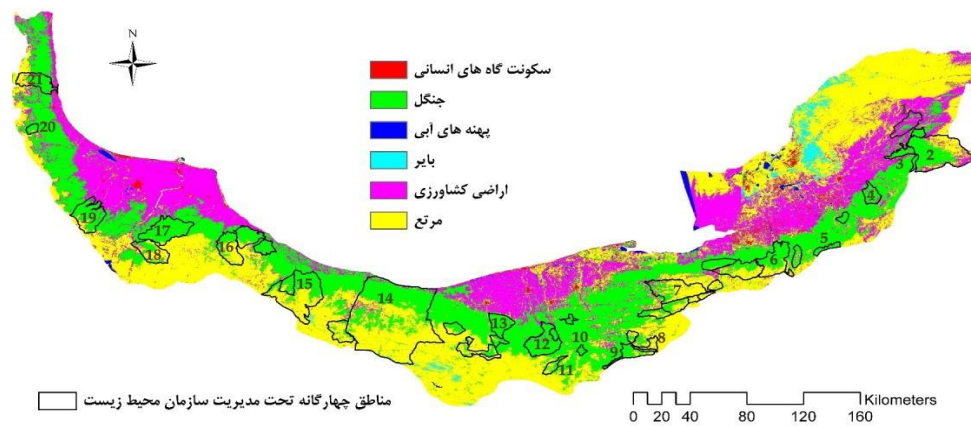 N
سکونت گاه های انسانی
جنگل
پهنه های آبی
بایر
اراضی کشاورزی
مرتع
1
2
3
4
5
6
7
8
9
10
11
12
13
14
15
16
17
18
19
20
21
مناطق چهارگانه تحت مدیریت سازمان محیط زیست
Kilometers
0 10 20 40 80 120 160